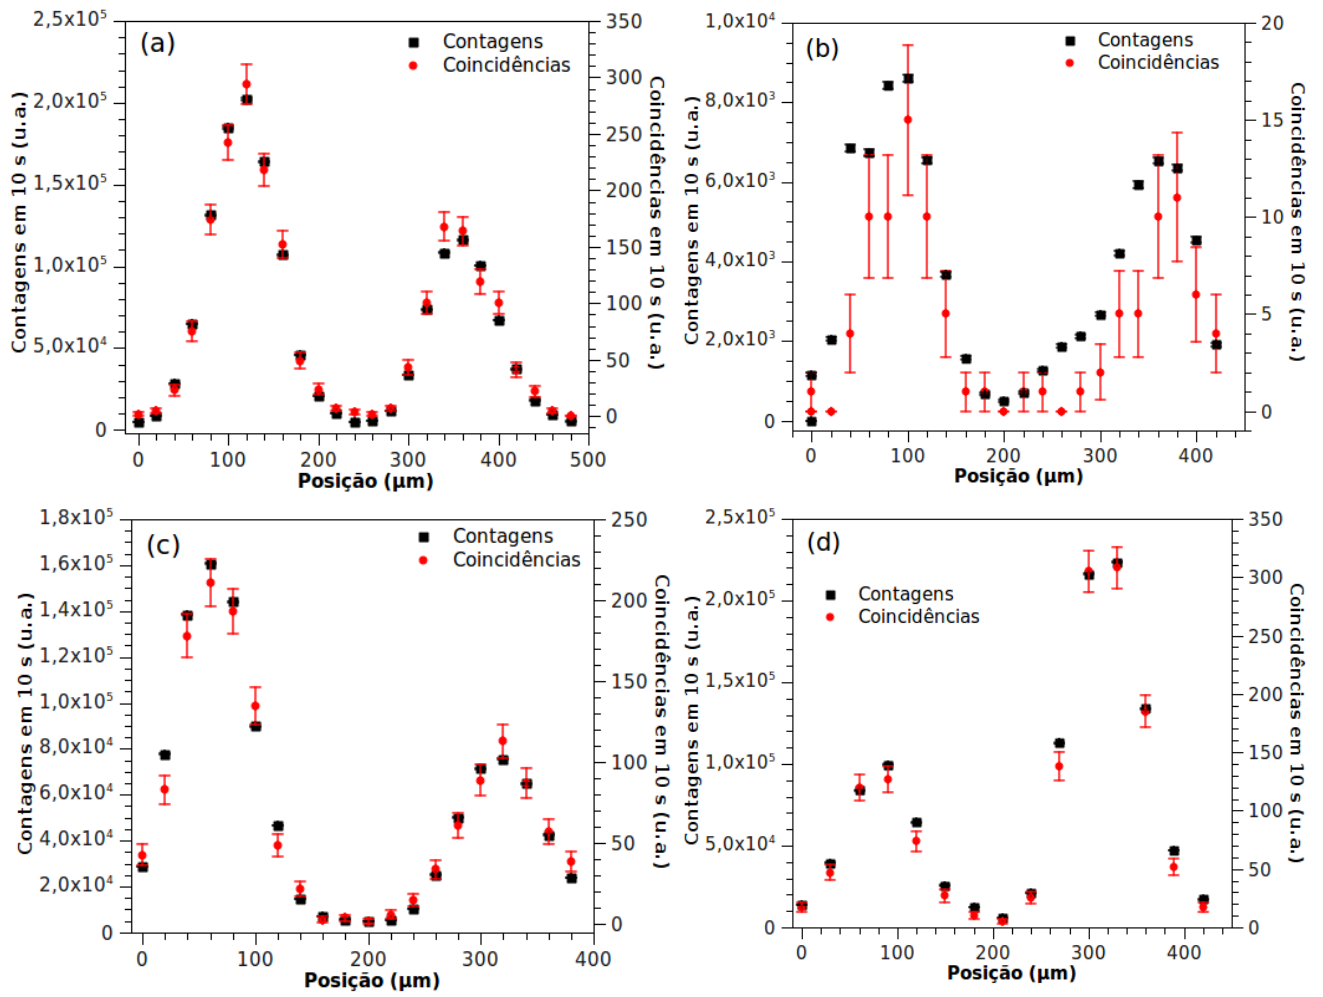 (a)
Contagens
Coincidências
Contagens em 10 s (u.a.)
2,5x10⁵
2,0x10⁵
1,5x10⁵
1,0x10⁵
5,0x10⁴
0
350
300
250
200
150
100
50
0
Coincidências em 10 s (u.a.)
0 100 200 300 400 500
Posição (μm)
(b)
Contagens
Coincidências
Contagens em 10 s (u.a.)
1,0x10⁴
8,0x10³
6,0x10³
4,0x10³
2,0x10³
0
20
15
10
5
0
Coincidências em 10 s (u.a.)
0 100 200 300 400
Posição (μm)
(c)
Contagens
Coincidências
Contagens em 10 s (u.a.)
1,8x10⁵
1,6x10⁵
1,4x10⁵
1,2x10⁵
1,0x10⁵
8,0x10⁴
6,0x10⁴
4,0x10⁴
2,0x10⁴
0
250
200
150
100
50
0
Coincidências em 10 s (u.a.)
0 100 200 300 400
Posição (μm)
(d)
Contagens
Coincidências
Contagens em 10 s (u.a.)
2,5x10⁵
2,0x10⁵
1,5x10⁵
1,0x10⁵
5,0x10⁴
0
350
300
250
200
150
100
50
0
Coincidências em 10 s (u.a.)
0 100 200 300 400
Posição (μm)